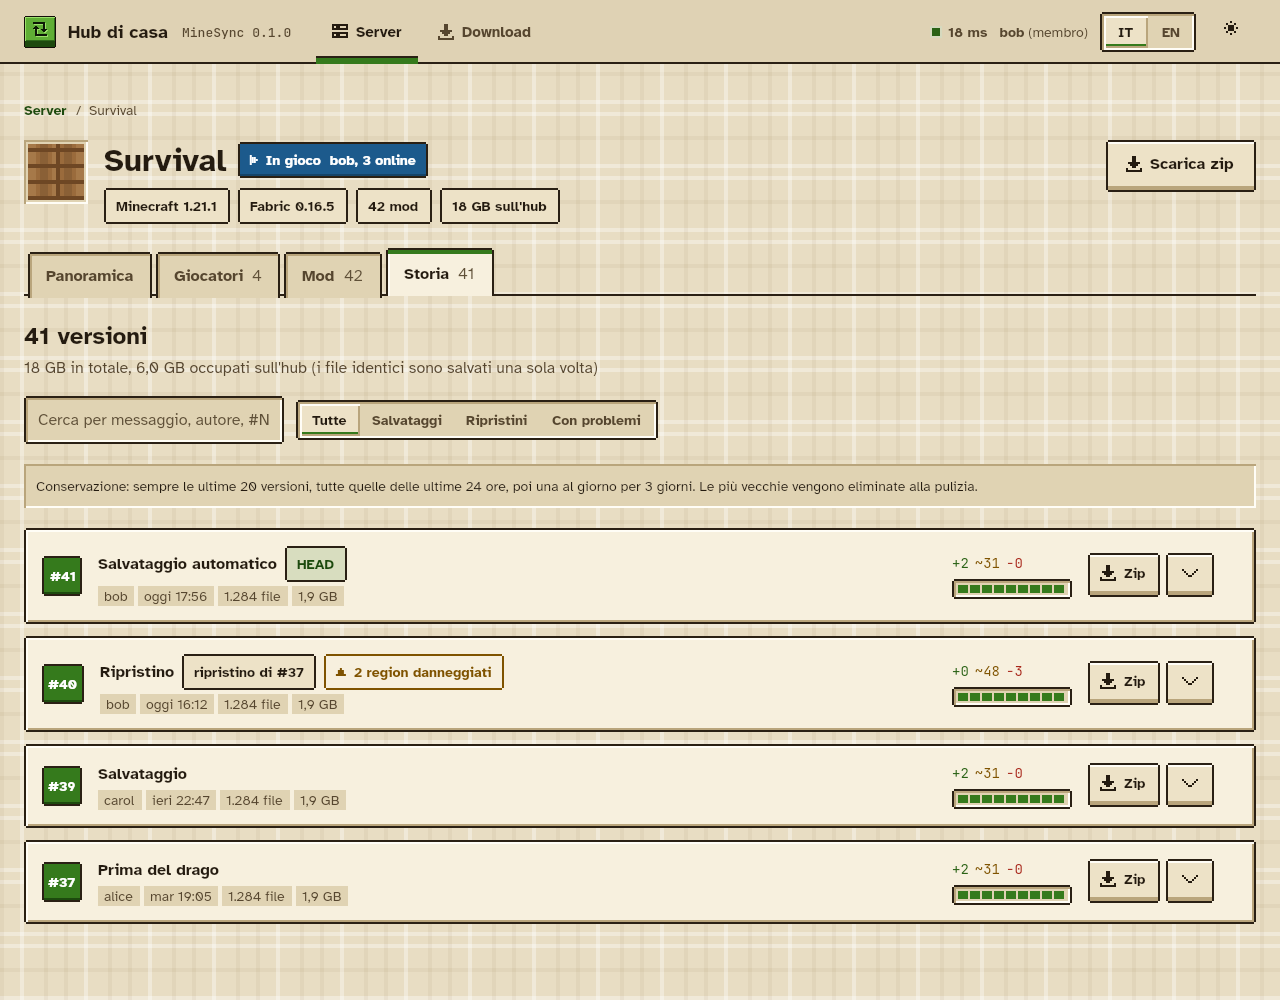 Hub di casa MineSync 0.1.0 Server Download 18 ms bob (membro) IT EN
Server / Survival
Survival In gioco bob, 3 online Scarica zip
Minecraft 1.21.1 Fabric 0.16.5 42 mod 18 GB sull'hub
Panoramica Giocatori 4 Mod 42 Storia 41
41 versioni
18 GB in totale, 6,0 GB occupati sull'hub (i file identici sono salvati una sola volta)
Cerca per messaggio, autore, #N Tutte Salvataggi Ripristini Con problemi
Conservazione: sempre le ultime 20 versioni, tutte quelle delle ultime 24 ore, poi una al giorno per 3 giorni. Le più vecchie vengono eliminate alla pulizia.
#41 Salvataggio automatico HEAD +2 ~31 -0 Zip
bob oggi 17:56 1.284 file 1,9 GB
#40 Ripristino ripristino di #37 2 region danneggiati +0 ~48 -3 Zip
bob oggi 16:12 1.284 file 1,9 GB
#39 Salvataggio +2 ~31 -0 Zip
carol ieri 22:47 1.284 file 1,9 GB
#37 Prima del drago +2 ~31 -0 Zip
alice mar 19:05 1.284 file 1,9 GB